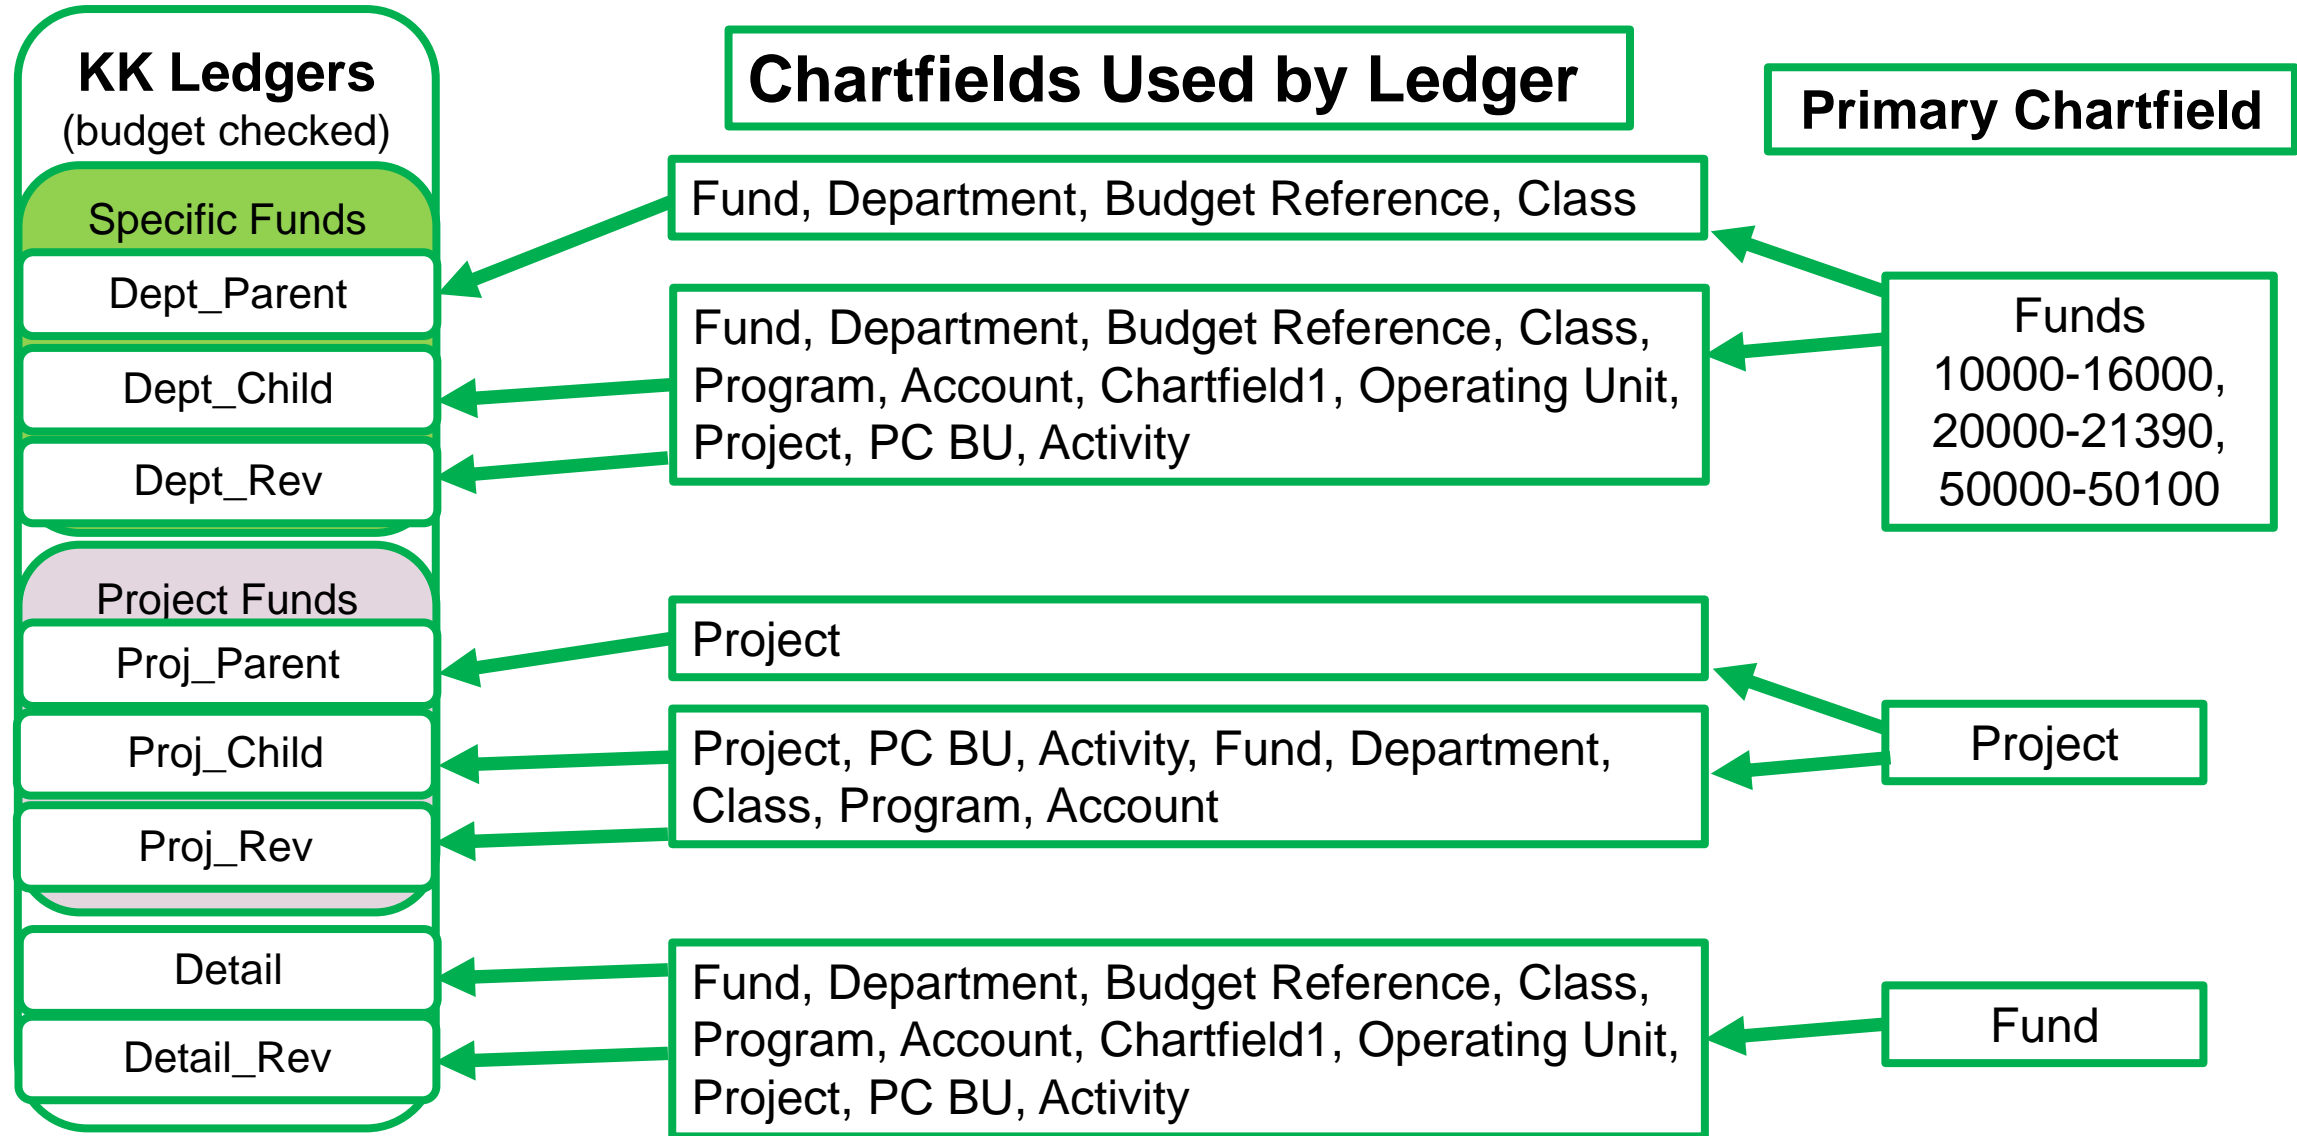 KK Ledgers
(budget checked)
Specific Funds
Dept_Parent
Dept_Child
Dept_Rev
Project Funds
Proj_Parent
Proj_Child
Proj_Rev
Detail
Detail_Rev
Chartfields Used by Ledger
Fund, Department, Budget Reference, Class
Fund, Department, Budget Reference, Class,
Program, Account, Chartfield1, Operating Unit,
Project, PC BU, Activity
Project
Project, PC BU, Activity, Fund, Department,
Class, Program, Account
Fund, Department, Budget Reference, Class,
Program, Account, Chartfield1, Operating Unit,
Project, PC BU, Activity
Primary Chartfield
Funds
10000-16000,
20000-21390,
50000-50100
Project
Fund